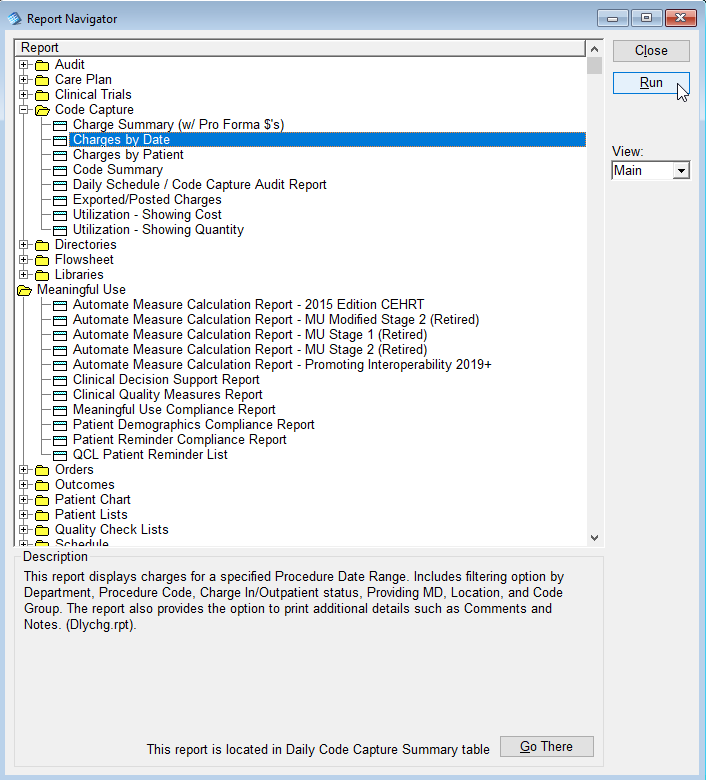 Report Navigator
Report
Close
Audit
Care Plan
Run
Clinical Trials
Code Capture
Charge Summary (w/ Pro Forma $'s)
Charges by Date
Charges by Patient
View:
Code Summary
Main
Daily Schedule / Code Capture Audit Report
Exported/Posted Charges
Utilization - Showing Cost
Utilization - Showing Quantity
Directories
Flowsheet
Libraries
Meaningful Use
Automate Measure Calculation Report - 2015 Edition CEHRT
Automate Measure Calculation Report - MU Modified Stage 2 (Retired)
Automate Measure Calculation Report - MU Stage 1 (Retired)
Automate Measure Calculation Report - MU Stage 2 (Retired)
Automate Measure Calculation Report - Promoting Interoperability 2019+
Clinical Decision Support Report
Clinical Quality Measures Report
Meaningful Use Compliance Report
Patient Demographics Compliance Report
Patient Reminder Compliance Report
QCL Patient Reminder List
Orders
Outcomes
Patient Chart
Patient Lists
Quality Check Lists
Schedule
Description
This report displays charges for a specified Procedure Date Range. Includes filtering option by
Department, Procedure Code, Charge In/Outpatient status, Providing MD, Location, and Code
Group. The report also provides the option to print additional details such as Comments and
Notes. (Dlychg.rpt).
This report is located in Daily Code Capture Summary table
Go There